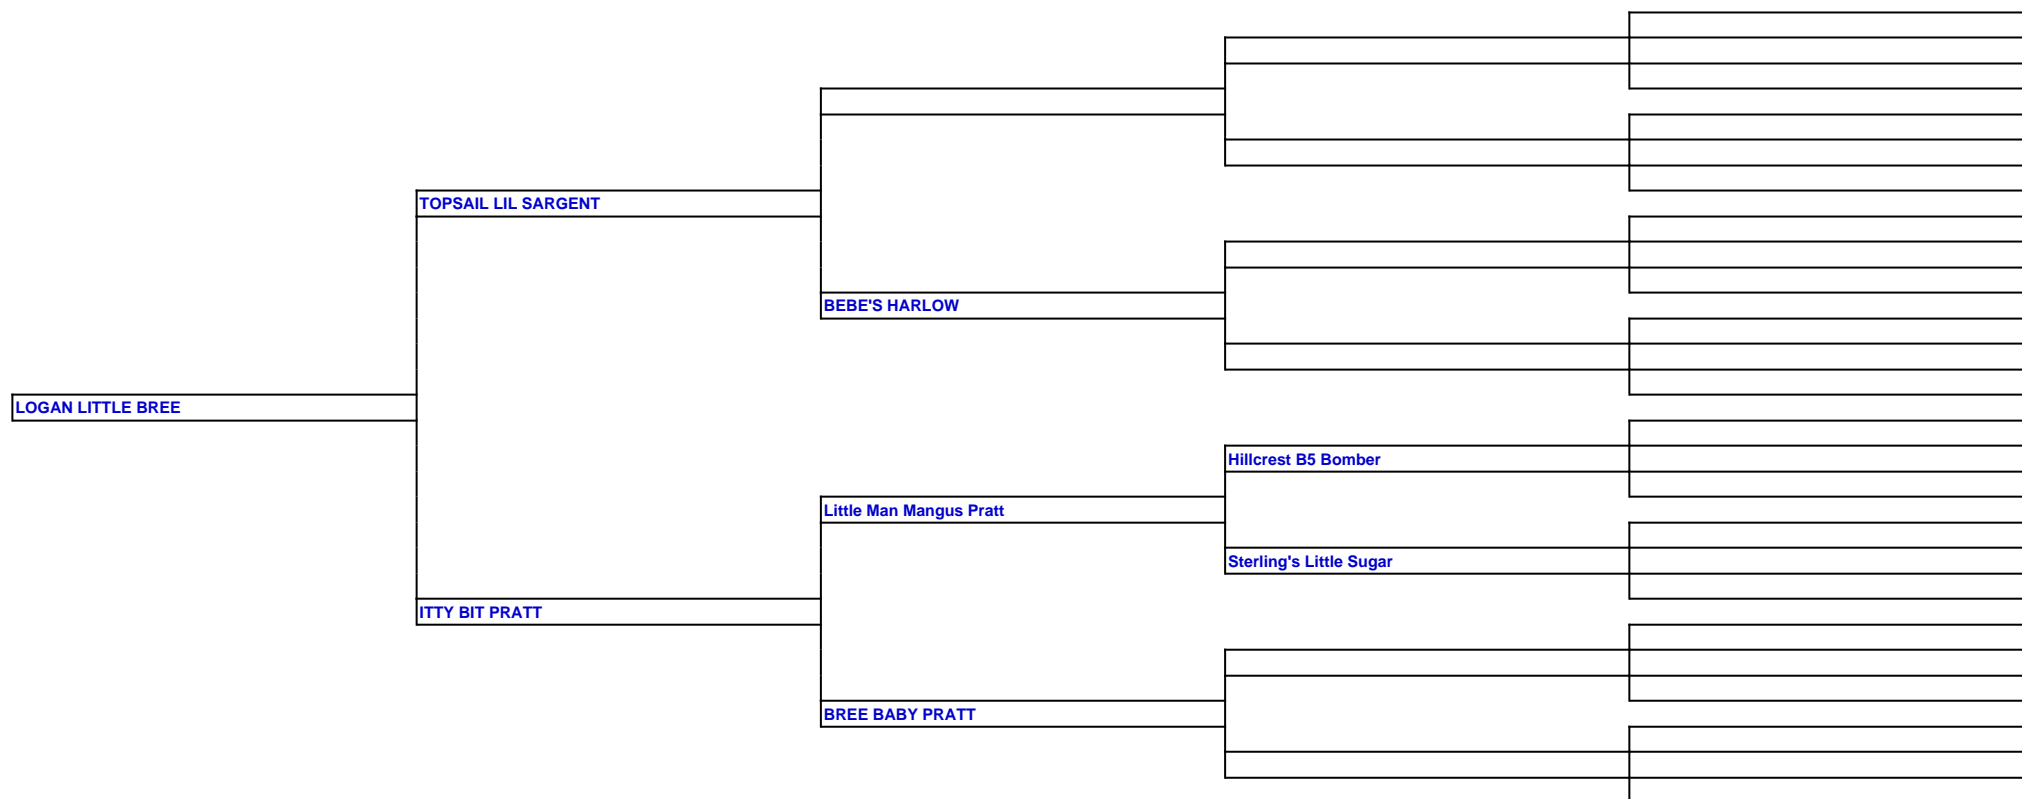 TOPSAIL LIL SARGENT
BEBE'S HARLOW
LOGAN LITTLE BREE
Hillcrest B5 Bomber
Little Man Mangus Pratt
Sterling's Little Sugar
ITTY BIT PRATT
BREE BABY PRATT